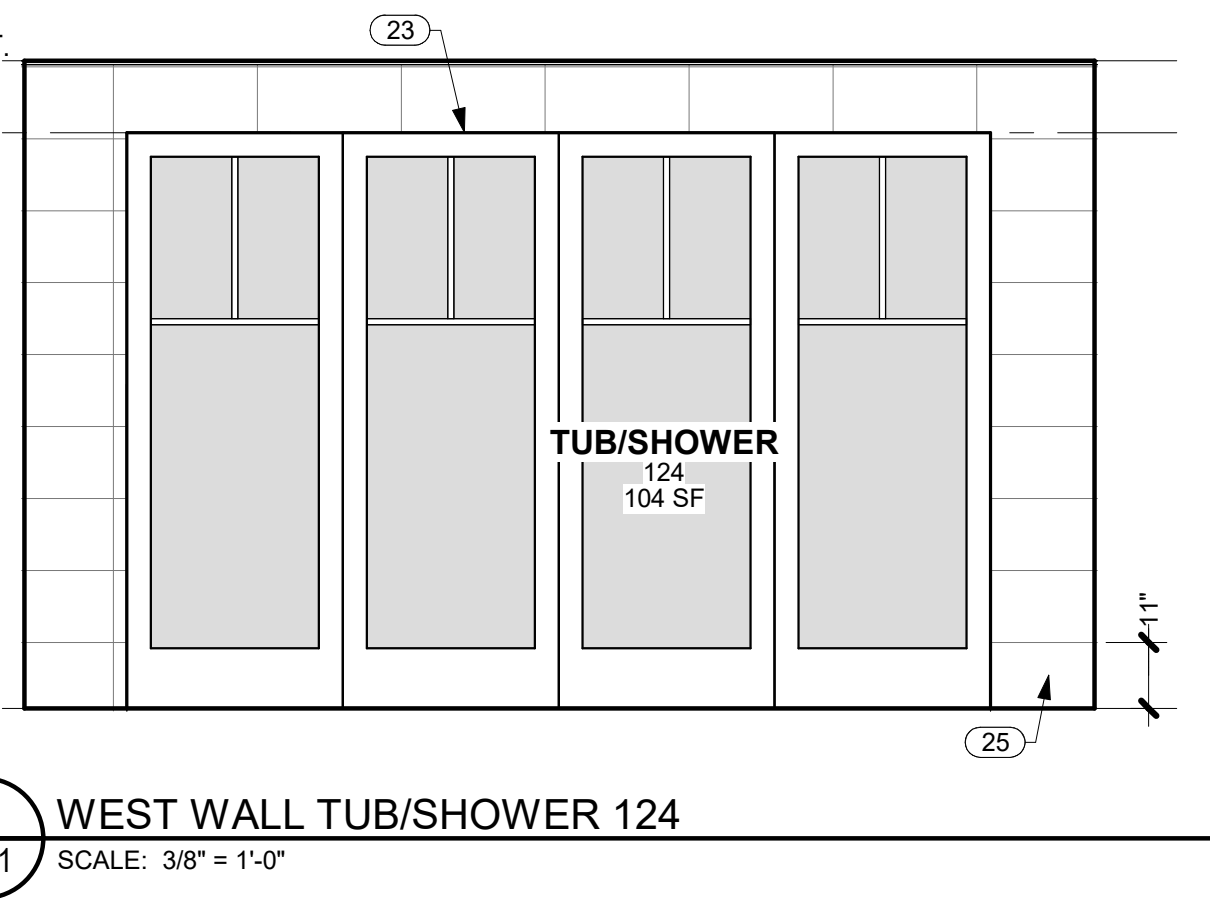 23
TUB/SHOWER
124
104 SF
11"
25
WEST WALL TUB/SHOWER 124
1
SCALE: 3/8" = 1'-0"